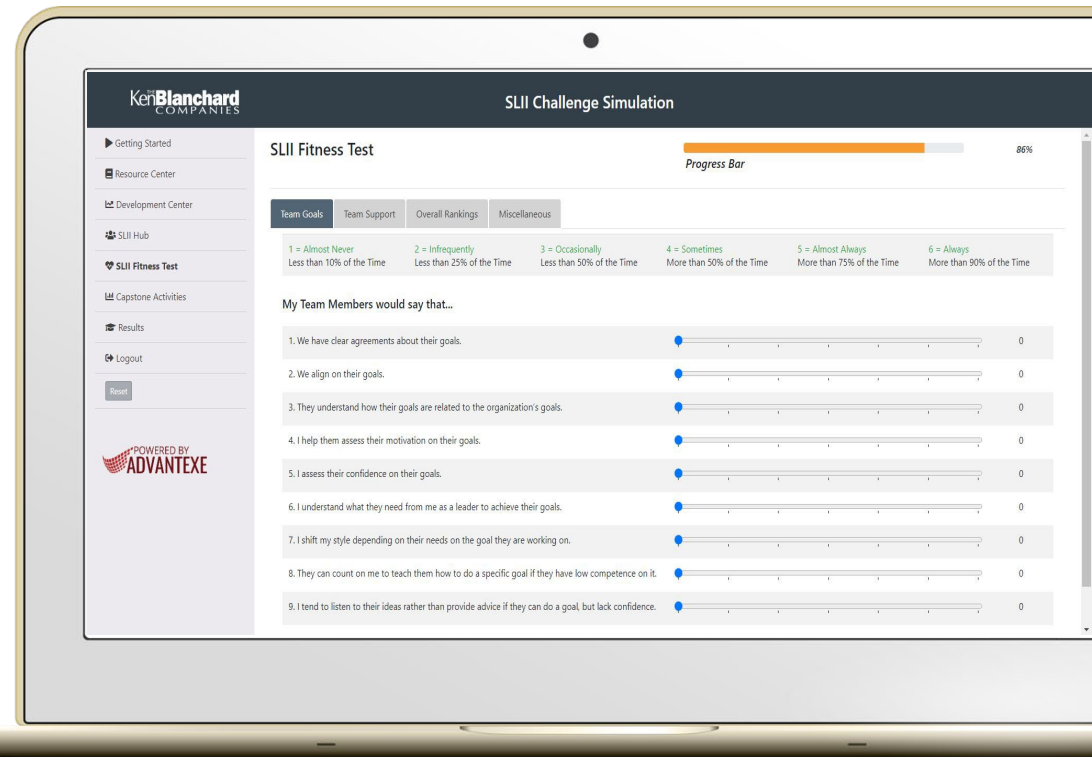 THE
Ken Blanchard
COMPANIES
SLII Challenge Simulation
Getting Started
Resource Center
Development Center
SLII Hub
SLII Fitness Test
Capstone Activities
Results
Logout
Reset
POWERED BY
ADVANTEXE
SLII Fitness Test
86%
Progress Bar
Team Goals Team Support Overall Rankings Miscellaneous
1 = Almost Never 2 = Infrequently 3 = Occasionally 4 = Sometimes 5 = Almost Always 6 = Always
Less than 10% of the Time Less than 25% of the Time Less than 50% of the Time More than 50% of the Time More than 75% of the Time More than 90% of the Time
My Team Members would say that...
1. We have clear agreements about their goals. 0
2. We align on their goals. 0
3. They understand how their goals are related to the organization's goals. 0
4. I help them assess their motivation on their goals. 0
5. I assess their confidence on their goals. 0
6. I understand what they need from me as a leader to achieve their goals. 0
7. I shift my style depending on their needs on the goal they are working on. 0
8. They can count on me to teach them how to do a specific goal if they have low competence on it. 0
9. I tend to listen to their ideas rather than provide advice if they can do a goal, but lack confidence. 0